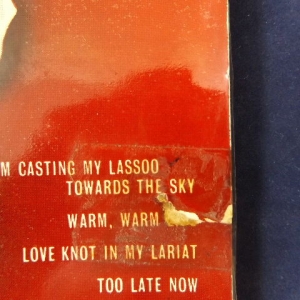 M CASTING MY LASSOO
TOWARDS THE SKY
WARM, WARM
LOVE KNOT IN MY LARIAT
TOO LATE NOW